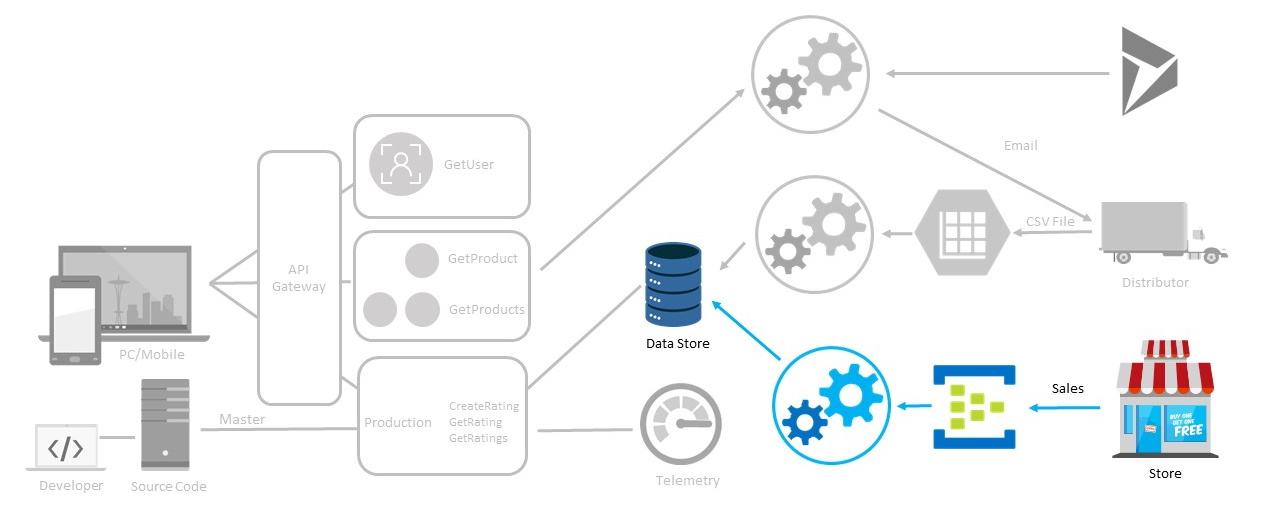 Email
GetUser
CSV File
API
Gateway
GetProduct
GetProducts
Distributor
Data Store
PC/Mobile
Sales
Production
CreateRating
GetRating
GetRatings
Master
BUY ONE
GET ONE
FREE
Store
Telemetry
Developer
Source Code